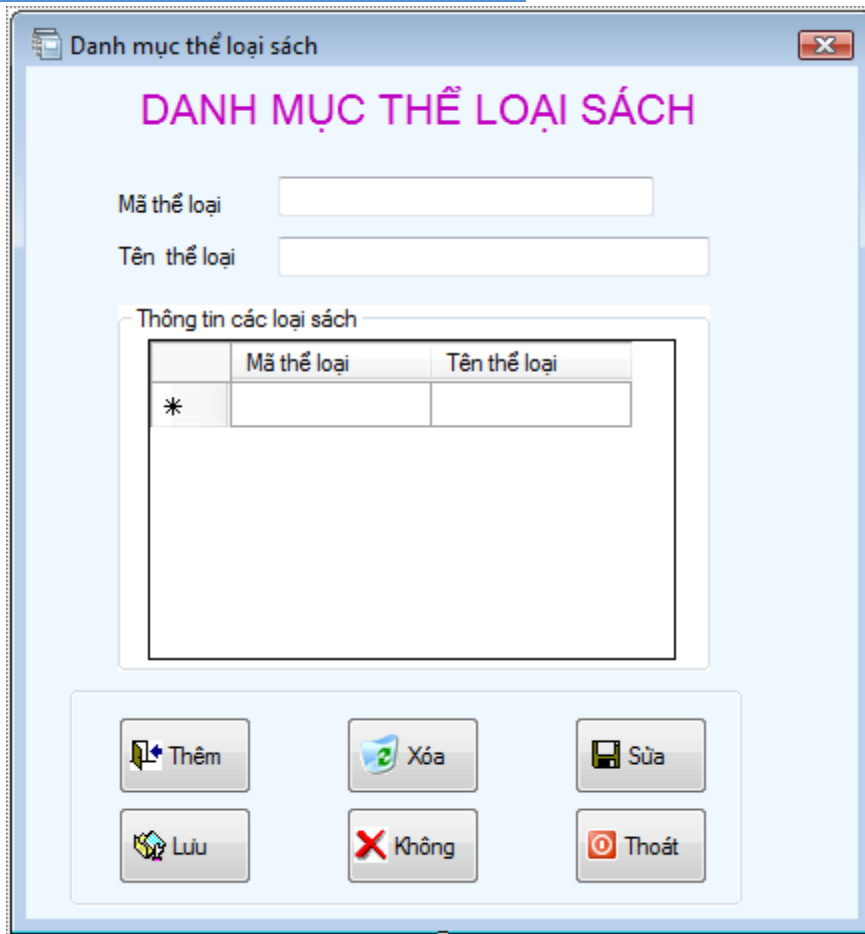 Danh mục thể loại sách
DANH MỤC THỂ LOẠI SÁCH
Mã thể loại
Tên thể loại
Thông tin các loại sách
Mã thể loại Tên thể loại
Thêm Xóa Sửa
Lưu Không Thoát